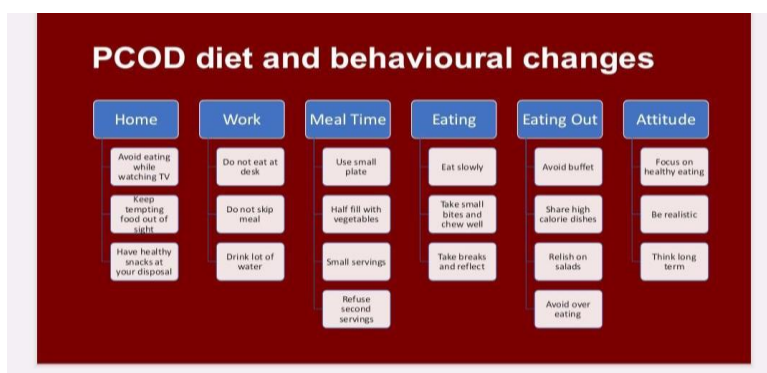 PCOD diet and behavioural changes
Home
Avoid eating
while
watching TV
Keep
tempting
food out of
sight
Have healthy
snacks at
your disposal
Work
Do not eat at
desk
Do not skip
meal
Drink lot of
water
Meal Time
Use small
plate
Half fill with
vegetables
Small servings
Refuse
second
servings
Eating
Eat slowly
Take small
bites and
chew well
Take breaks
and reflect
Eating Out
Avoid buffet
Share high
calorie dishes
Relish on
salads
Avoid over
eating
Attitude
Focus on
healthy eating
Be realistic
Think long
term